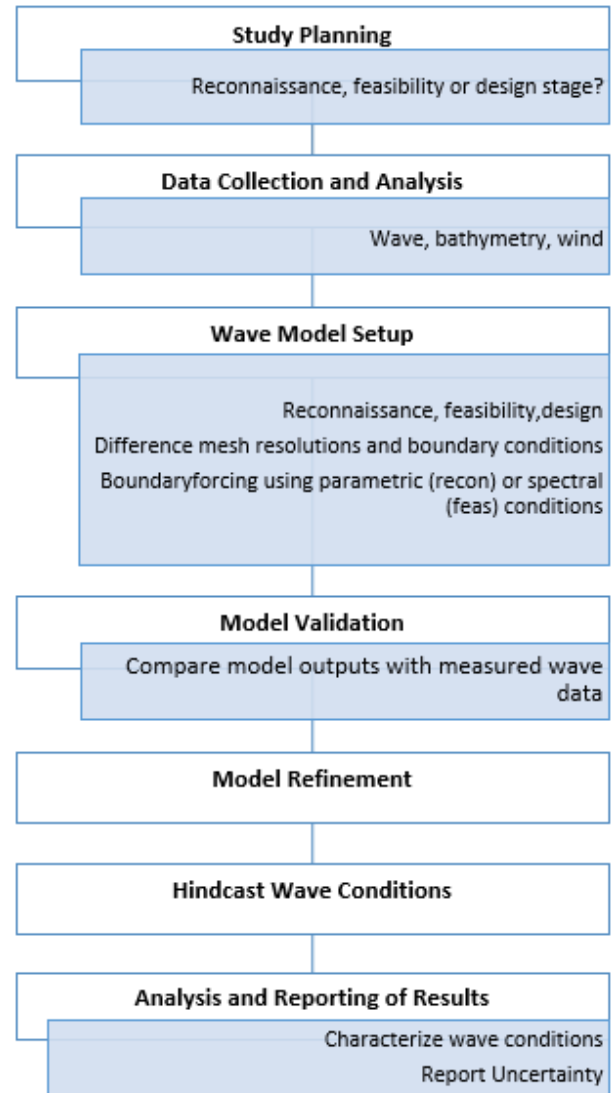 Study Planning
Reconnaissance, feasibility or design stage?
Data Collection and Analysis
Wave, bathymetry, wind
Wave Model Setup
Reconnaissance, feasibility,design
Difference mesh resolutions and boundary conditions
Boundaryforcing using parametric (recon) or spectral
(feas) conditions
Model Validation
Compare model outputs with measured wave
data
Model Refinement
Hindcast Wave Conditions
Analysis and Reporting of Results
Characterize wave conditions
Report Uncertainty